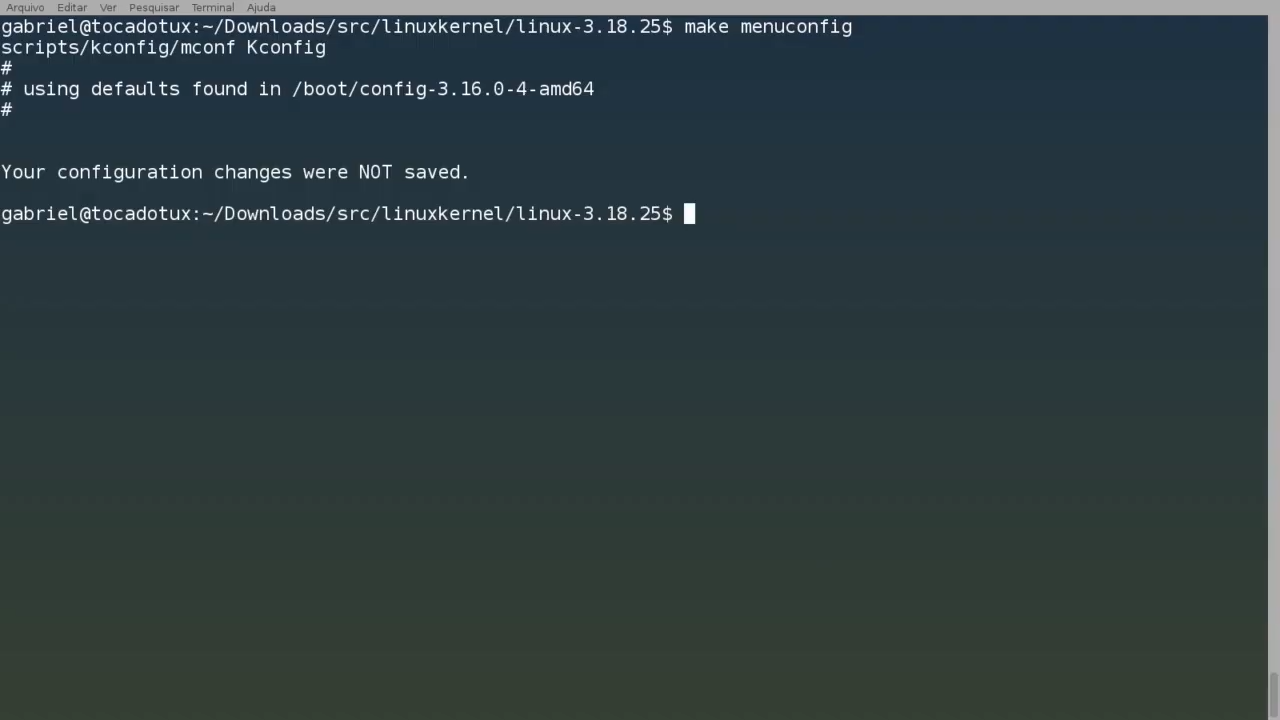 Arquivo Editar Ver Pesquisar Terminal Ajuda
gabriel@tocadotux:~/Downloads/src/linuxkernel/linux-3.18.25$ make menuconfig
scripts/kconfig/mconf Kconfig
#
# using defaults found in /boot/config-3.16.0-4-amd64
#
Your configuration changes were NOT saved.
gabriel@tocadotux:~/Downloads/src/linuxkernel/linux-3.18.25$